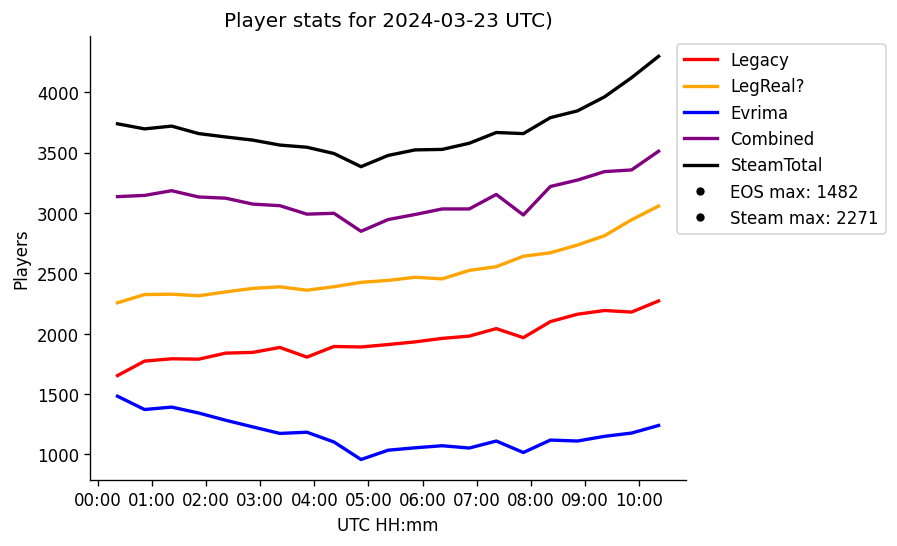 Player stats for 2024-03-23 UTC)
Players
4000
3500
3000
2500
2000
1500
1000
00:00 01:00 02:00 03:00 04:00 05:00 06:00 07:00 08:00 09:00 10:00
UTC HH:mm
Legacy
LegReal?
Evrima
Combined
SteamTotal
EOS max: 1482
Steam max: 2271